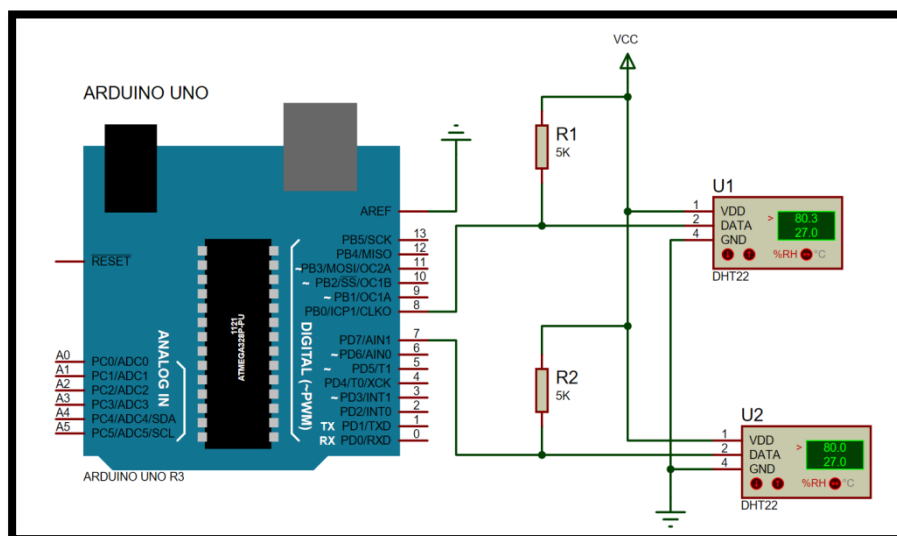 VCC
ARDUINO UNO
R1
5K
AREF
RESET
PB5/SCK 13
PB4/MISO 12
~PB3/MOSI/OC2A 11
~ PB2/SS/OC1B 10
~ PB1/OC1A 9
PB0/ICP1/CLKO 8
1121
ATMEGA328P-PU
ANALOG IN
DIGITAL (~PWM)
PD7/AIN1 7
~ PD6/AIN0 6
~ PD5/T1 5
PD4/T0/XCK 4
~ PD3/INT1 3
PD2/INT0 2
TX PD1/TXD 1
RX PD0/RXD 0
A0 PC0/ADC0
A1 PC1/ADC1
A2 PC2/ADC2
A3 PC3/ADC3
A4 PC4/ADC4/SDA
A5 PC5/ADC5/SCL
ARDUINO UNO R3
U1
1 VDD
2 DATA
4 GND
> 80.3
27.0
%RH °C
DHT22
R2
5K
U2
1 VDD
2 DATA
4 GND
> 80.0
27.0
%RH °C
DHT22